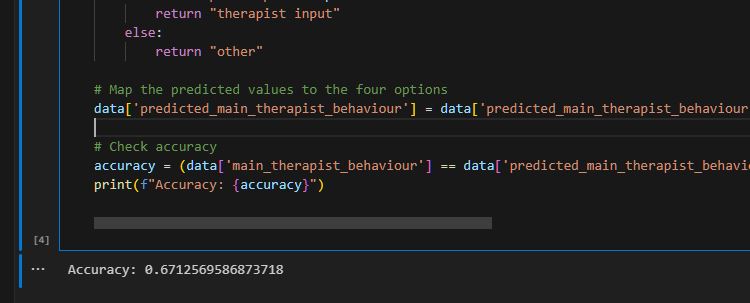 return "therapist input"
else:
return "other"
# Map the predicted values to the four options
data['predicted_main_therapist_behaviour'] = data['predicted_main_therapist_behaviour
# Check accuracy
accuracy = (data['main_therapist_behaviour'] == data['predicted_main_therapist_behavi
print(f"Accuracy: {accuracy}")
[4]
... Accuracy: 0.6712569586873718